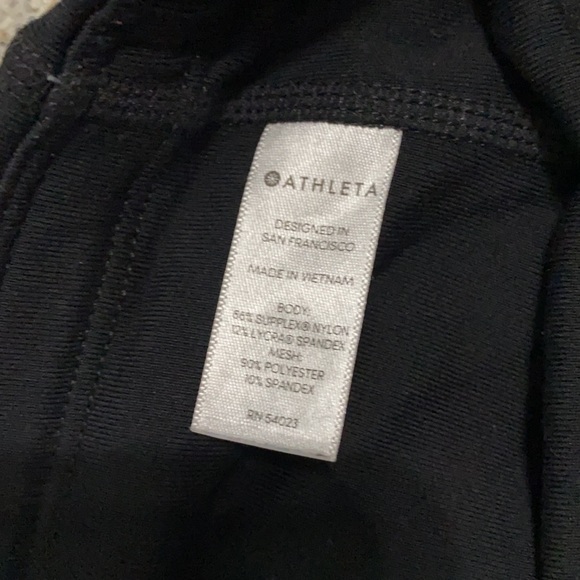 ATHLETA
DESIGNED IN
SAN FRANCISCO
MADE IN VIETNAM
BODY:
88% SUPPLEX® NYLON
12% LYCRA® SPANDEX
MESH:
90% POLYESTER
10% SPANDEX
RN 54023